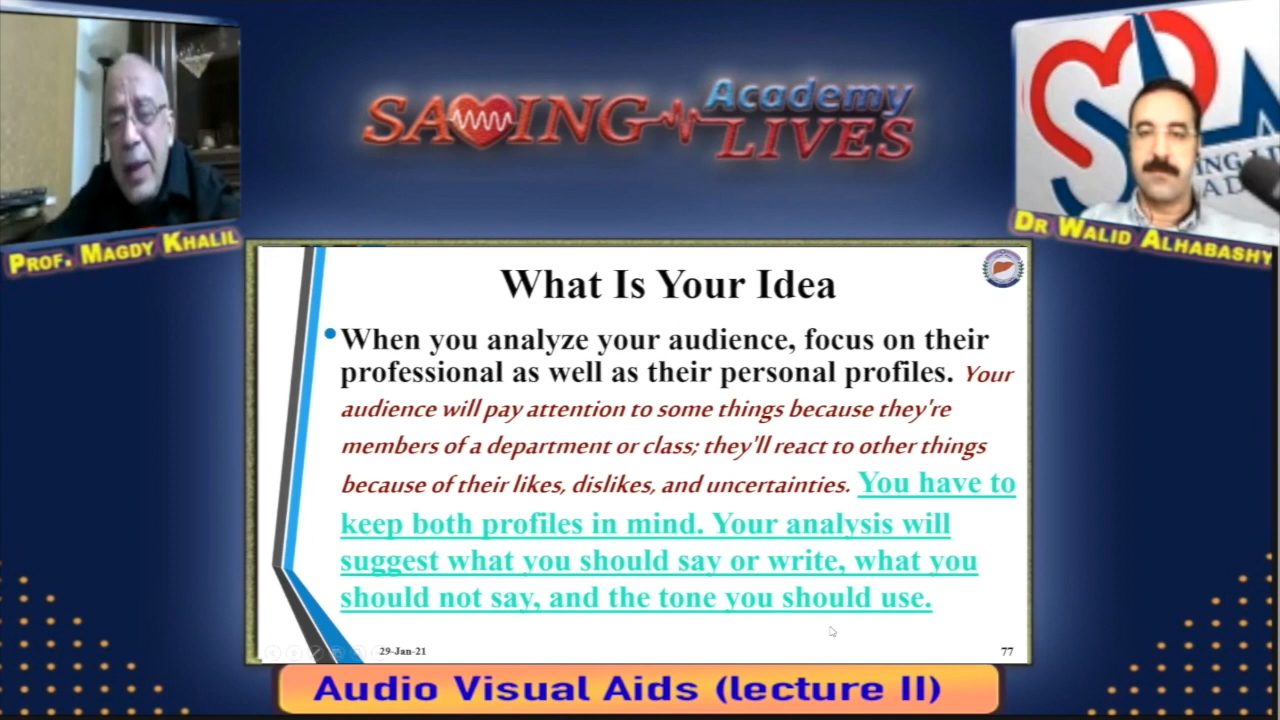 SAVING Academy LIVES
PROF. MAGDY KHALIL
DR WALID ALHABASHY
What Is Your Idea
• When you analyze your audience, focus on their
professional as well as their personal profiles. Your
audience will pay attention to some things because they're
members of a department or class; they'll react to other things
because of their likes, dislikes, and uncertainties. You have to
keep both profiles in mind. Your analysis will
suggest what you should say or write, what you
should not say, and the tone you should use.
29-Jan-21
77
Audio Visual Aids (lecture II)